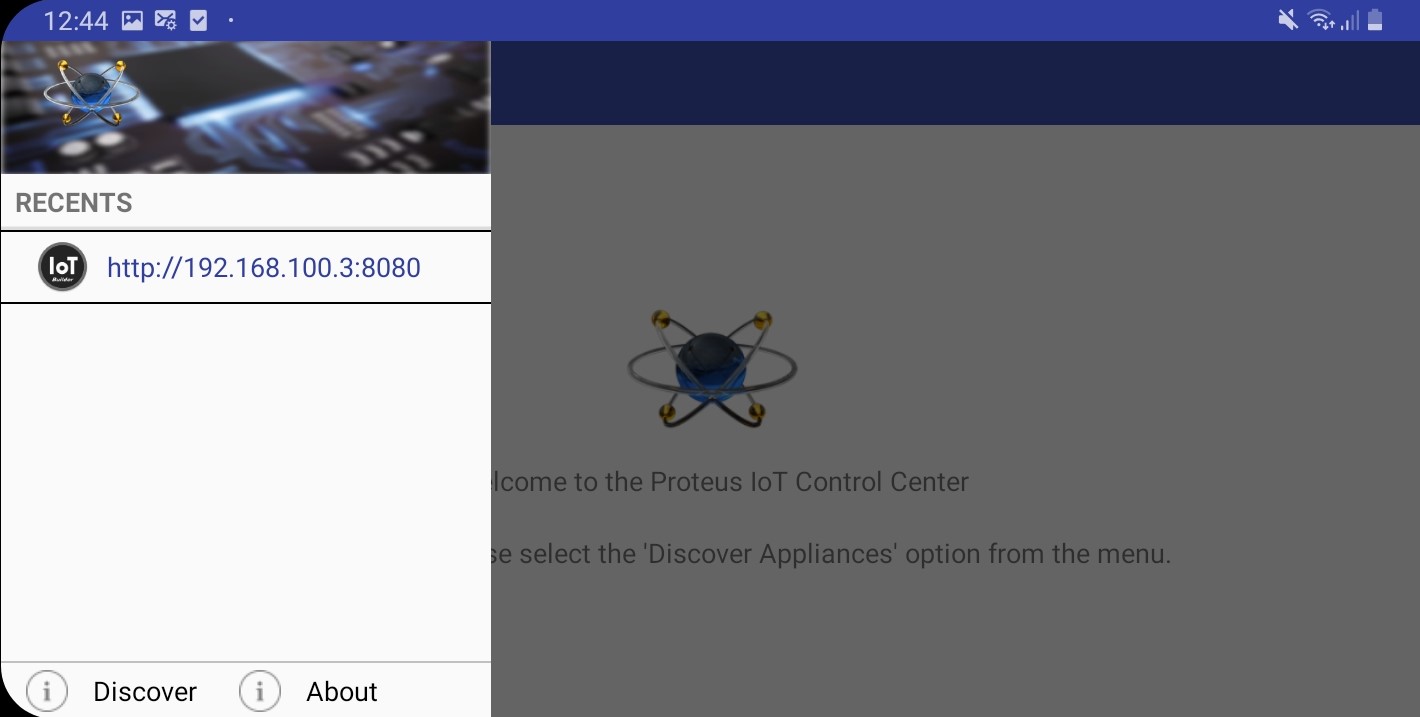 12:44
RECENTS
IoT
Builder
http://192.168.100.3:8080
lcome to the Proteus IoT Control Center
se select the 'Discover Appliances' option from the menu.
Discover
About